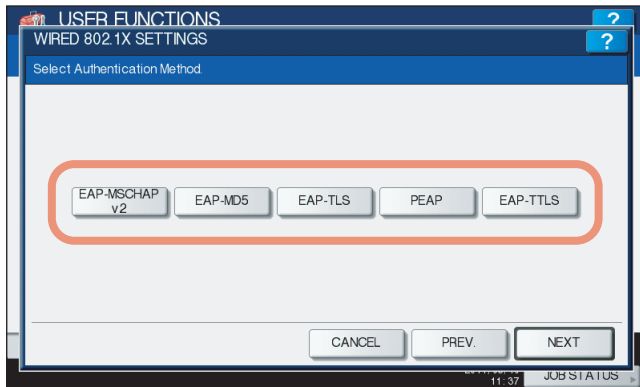 USER FUNCTIONS
?
WIRED 802.1X SETTINGS
?
Select Authentication Method.
EAP-MSCHAP
v2
EAP-MD5
EAP-TLS
PEAP
EAP-TTLS
CANCEL
PREV.
NEXT
11:37
JOB STATUS